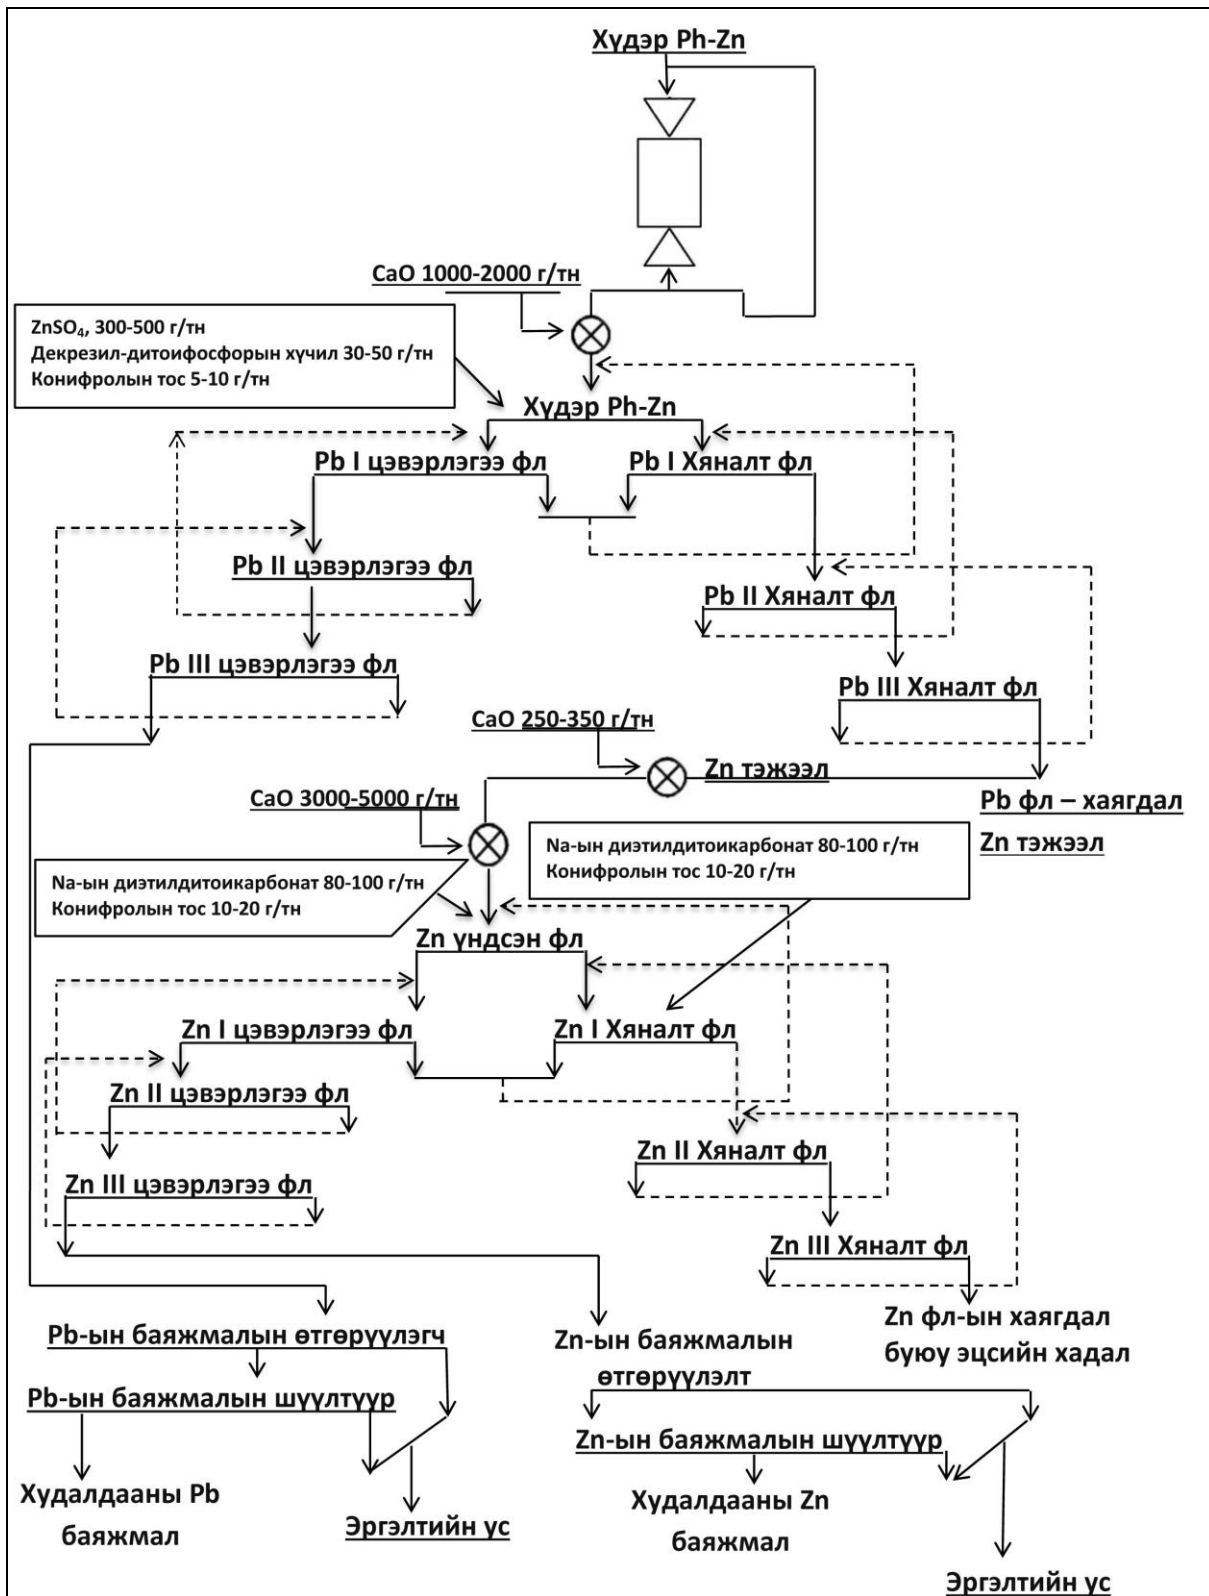 Хүдэр Ph-Zn
CaO 1000-2000 г/тн
ZnSO₄, 300-500 г/тн
Декрезил-дитоифосфорын хүчил 30-50 г/тн
Конифролын тос 5-10 г/тн
Хүдэр Ph-Zn
Pb I цэвэрлэгээ фл
Pb I Хяналт фл
Pb II цэвэрлэгээ фл
Pb II Хяналт фл
Pb III цэвэрлэгээ фл
Pb III Хяналт фл
CaO 250-350 г/тн
Zn тэжээл
CaO 3000-5000 г/тн
Pb фл – хаягдал
Zn тэжээл
Na-ын диэтилдитоикарбонат 80-100 г/тн
Конифролын тос 10-20 г/тн
Na-ын диэтилдитоикарбонат 80-100 г/тн
Конифролын тос 10-20 г/тн
Zn үндсэн фл
Zn I цэвэрлэгээ фл
Zn I Хяналт фл
Zn II цэвэрлэгээ фл
Zn II Хяналт фл
Zn III цэвэрлэгээ фл
Zn III Хяналт фл
Zn фл-ын хаягдал
буюу эцсийн хадал
Pb-ын баяжмалын өтгөрүүлэгч
Zn-ын баяжмалын
өтгөрүүлэлт
Pb-ын баяжмалын шүүлтүүр
Zn-ын баяжмалын шүүлтүүр
Худалдааны Pb
баяжмал
Эргэлтийн ус
Худалдааны Zn
баяжмал
Эргэлтийн ус